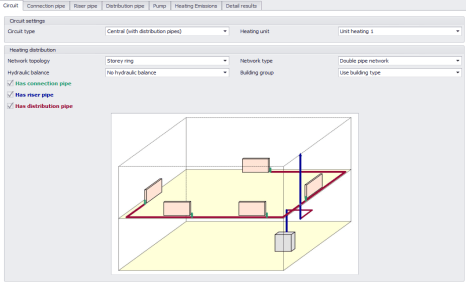 Circuit Connection pipe Riser pipe Distribution pipe Pump Heating Emissions Detail results
Circuit settings
Circuit type Central (with distribution pipes) Heating unit Unit heating 1
Heating distribution
Network topology Storey ring Network type Double pipe network
Hydraulic balance No hydraulic balance Building group Use building type
Has connection pipe
Has riser pipe
Has distribution pipe